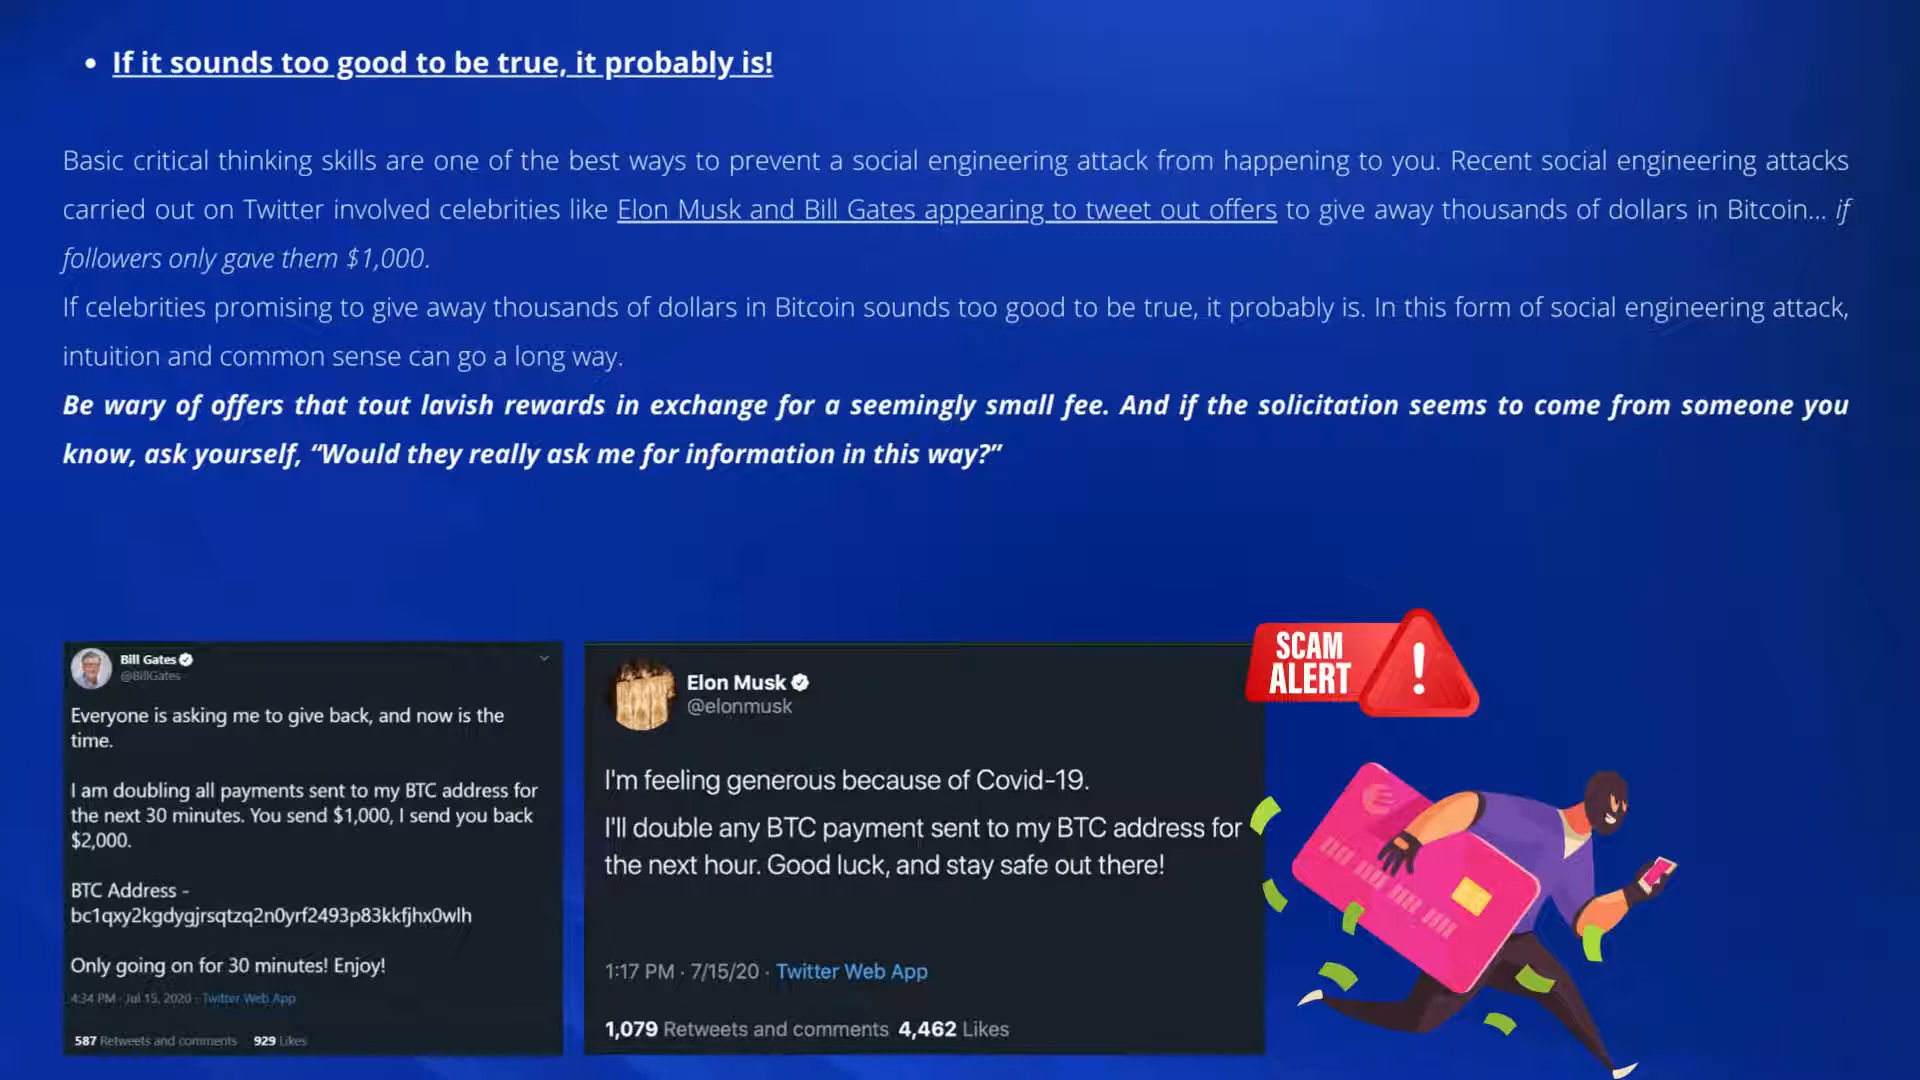 • If it sounds too good to be true, it probably is!
Basic critical thinking skills are one of the best ways to prevent a social engineering attack from happening to you. Recent social engineering attacks
carried out on Twitter involved celebrities like Elon Musk and Bill Gates appearing to tweet out offers to give away thousands of dollars in Bitcoin... if
followers only gave them $1,000.
If celebrities promising to give away thousands of dollars in Bitcoin sounds too good to be true, it probably is. In this form of social engineering attack,
intuition and common sense can go a long way.
Be wary of offers that tout lavish rewards in exchange for a seemingly small fee. And if the solicitation seems to come from someone you
know, ask yourself, “Would they really ask me for information in this way?”
Bill Gates
@BillGates
Everyone is asking me to give back, and now is the
time.
I am doubling all payments sent to my BTC address for
the next 30 minutes. You send $1,000, I send you back
$2,000.
BTC Address -
bc1qxy2kgdygjrsqtzq2n0yrf2493p83kkfjhx0wlh
Only going on for 30 minutes! Enjoy!
4:34 PM · Jul 15, 2020 · Twitter Web App
587 Retweets and comments 929 Likes
Elon Musk
@elonmusk
I'm feeling generous because of Covid-19.
I'll double any BTC payment sent to my BTC address for
the next hour. Good luck, and stay safe out there!
1:17 PM · 7/15/20 · Twitter Web App
1,079 Retweets and comments 4,462 Likes
SCAM
ALERT
!